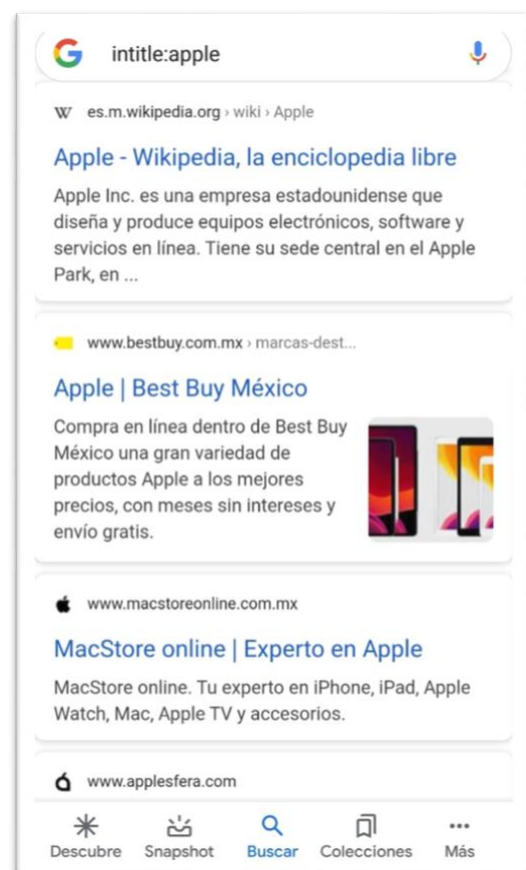 intitle:apple
es.m.wikipedia.org › wiki › Apple
Apple - Wikipedia, la enciclopedia libre
Apple Inc. es una empresa estadounidense que
diseña y produce equipos electrónicos, software y
servicios en línea. Tiene su sede central en el Apple
Park, en ...
www.bestbuy.com.mx › marcas-dest...
Apple | Best Buy México
Compra en línea dentro de Best Buy
México una gran variedad de
productos Apple a los mejores
precios, con meses sin intereses y
envío gratis.
www.macstoreonline.com.mx
MacStore online | Experto en Apple
MacStore online. Tu experto en iPhone, iPad, Apple
Watch, Mac, Apple TV y accesorios.
www.applesfera.com
Descubre Snapshot Buscar Colecciones Más